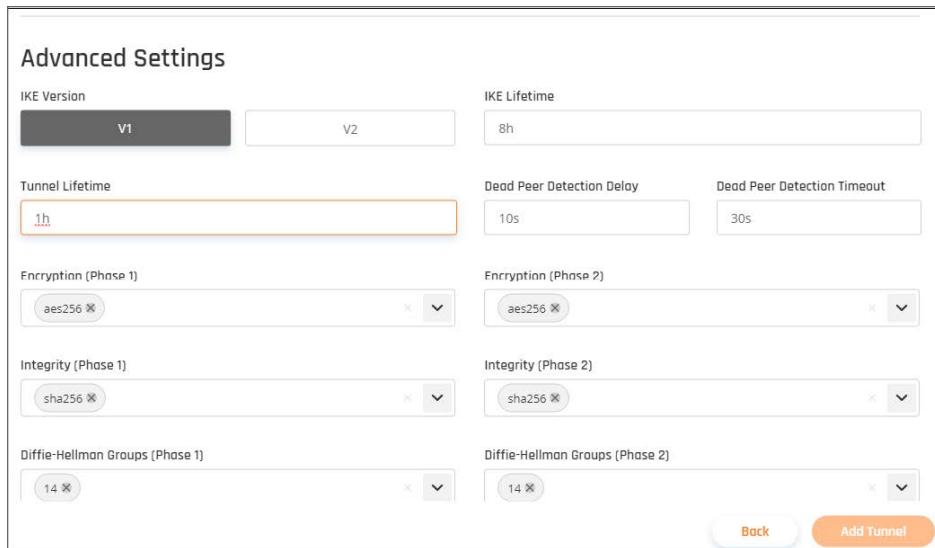 Advanced Settings
IKE Version
IKE Lifetime
V1
V2
8h
Tunnel Lifetime
Dead Peer Detection Delay
Dead Peer Detection Timeout
1h
10s
30s
Encryption (Phase 1)
Encryption (Phase 2)
aes256
aes256
Integrity (Phase 1)
Integrity (Phase 2)
sha256
sha256
Diffie-Hellman Groups (Phase 1)
Diffie-Hellman Groups (Phase 2)
14
14
Back
Add Tunnel